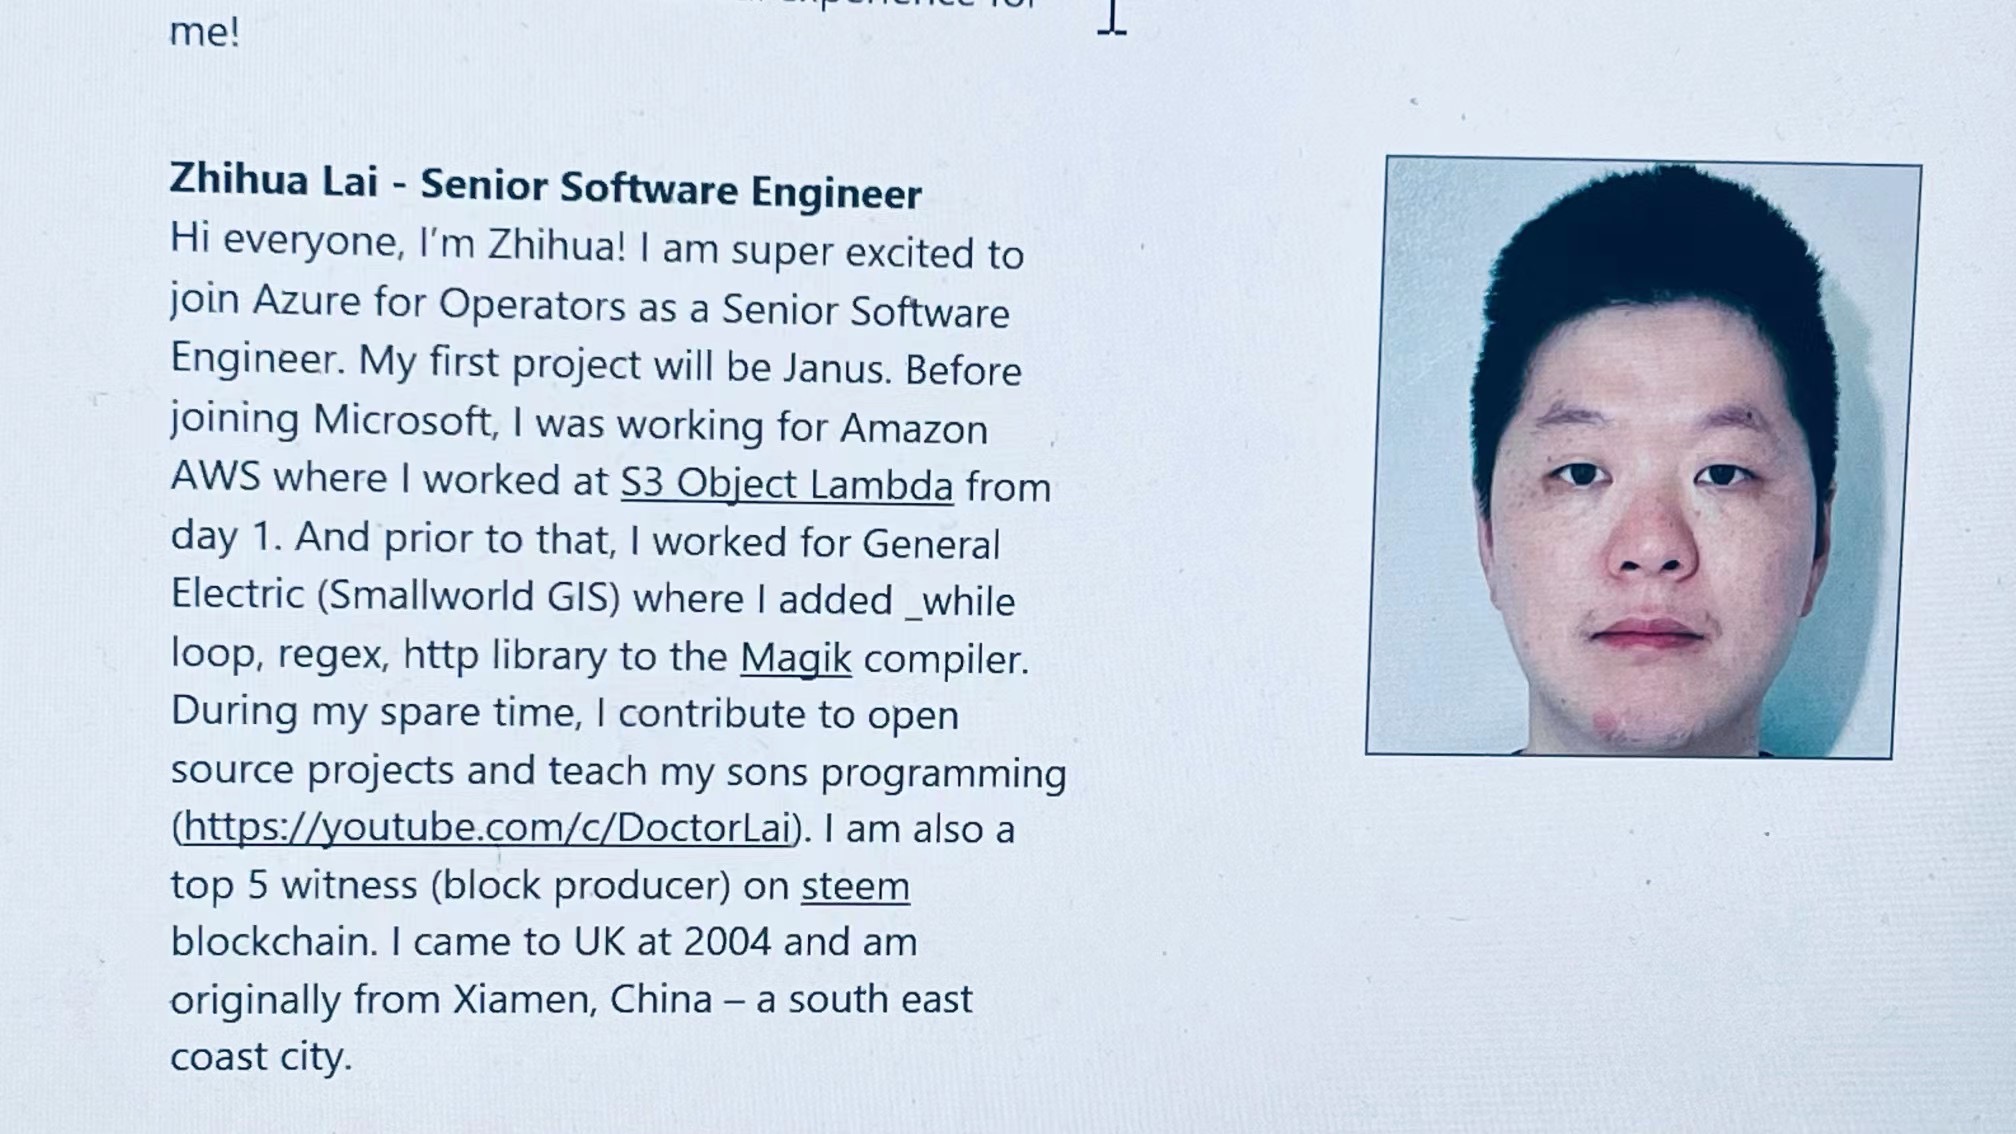 experience for
me!
Zhihua Lai - Senior Software Engineer
Hi everyone, I'm Zhihua! I am super excited to
join Azure for Operators as a Senior Software
Engineer. My first project will be Janus. Before
joining Microsoft, I was working for Amazon
AWS where I worked at S3 Object Lambda from
day 1. And prior to that, I worked for General
Electric (Smallworld GIS) where I added _while
loop, regex, http library to the Magik compiler.
During my spare time, I contribute to open
source projects and teach my sons programming
(https://youtube.com/c/DoctorLai). I am also a
top 5 witness (block producer) on steem
blockchain. I came to UK at 2004 and am
originally from Xiamen, China – a south east
coast city.